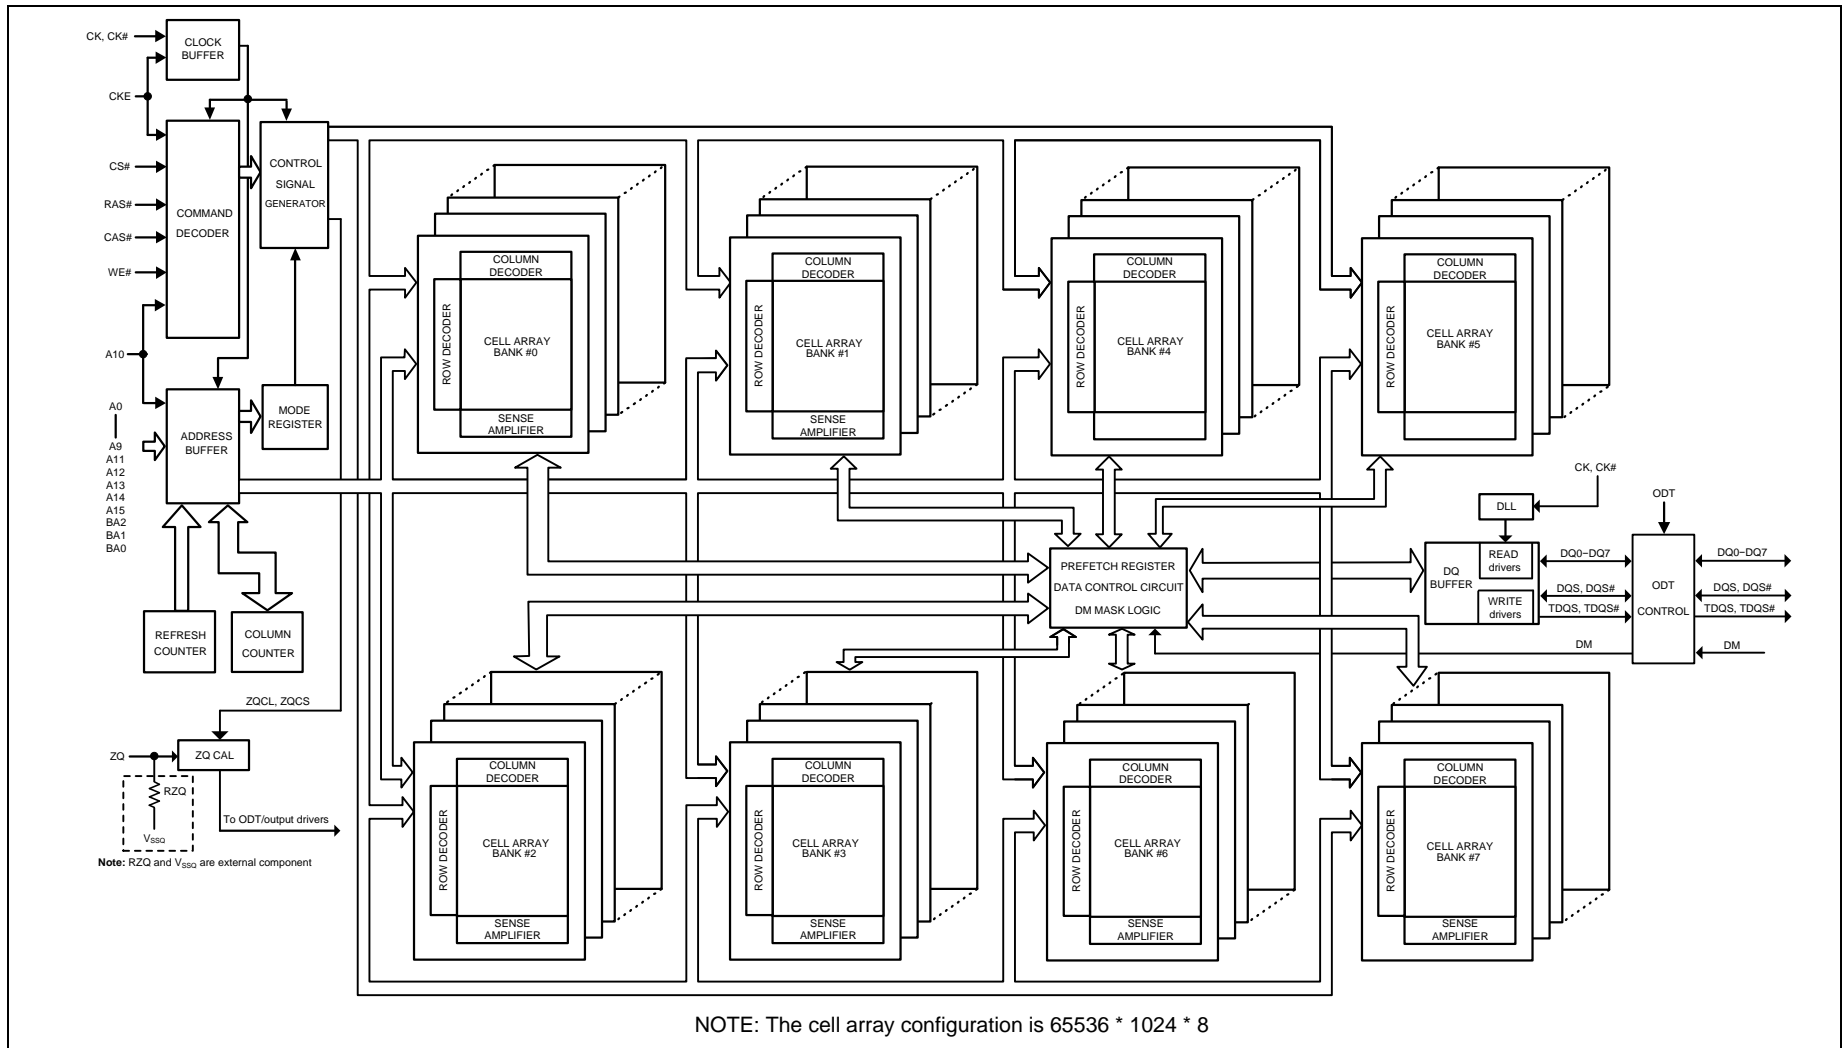 CK, CK#
CLOCK
BUFFER
CKE
CS#
RAS#
CAS#
WE#
COMMAND
DECODER
CONTROL
SIGNAL
GENERATOR
A10
A0
A9
A11
A12
A13
A14
A15
BA2
BA1
BA0
ADDRESS
BUFFER
MODE
REGISTER
REFRESH
COUNTER
COLUMN
COUNTER
ZQCL, ZQCS
ZQ
ZQ CAL
RZQ
VSSQ
To ODT/output drivers
Note: RZQ and VSSQ are external component
COLUMN
DECODER
ROW DECODER
CELL ARRAY
BANK #0
SENSE
AMPLIFIER
COLUMN
DECODER
ROW DECODER
CELL ARRAY
BANK #1
SENSE
AMPLIFIER
COLUMN
DECODER
ROW DECODER
CELL ARRAY
BANK #4
COLUMN
DECODER
ROW DECODER
CELL ARRAY
BANK #5
PREFETCH REGISTER
DATA CONTROL CIRCUIT
DM MASK LOGIC
CK, CK#
DLL
ODT
DQ
BUFFER
READ
drivers
WRITE
drivers
DQ0~DQ7
DQS, DQS#
TDQS, TDQS#
DM
ODT
CONTROL
DQ0~DQ7
DQS, DQS#
TDQS, TDQS#
DM
COLUMN
DECODER
ROW DECODER
CELL ARRAY
BANK #2
SENSE
AMPLIFIER
COLUMN
DECODER
ROW DECODER
CELL ARRAY
BANK #3
SENSE
AMPLIFIER
COLUMN
DECODER
ROW DECODER
CELL ARRAY
BANK #6
SENSE
AMPLIFIER
COLUMN
DECODER
ROW DECODER
CELL ARRAY
BANK #7
SENSE
AMPLIFIER
NOTE: The cell array configuration is 65536 * 1024 * 8